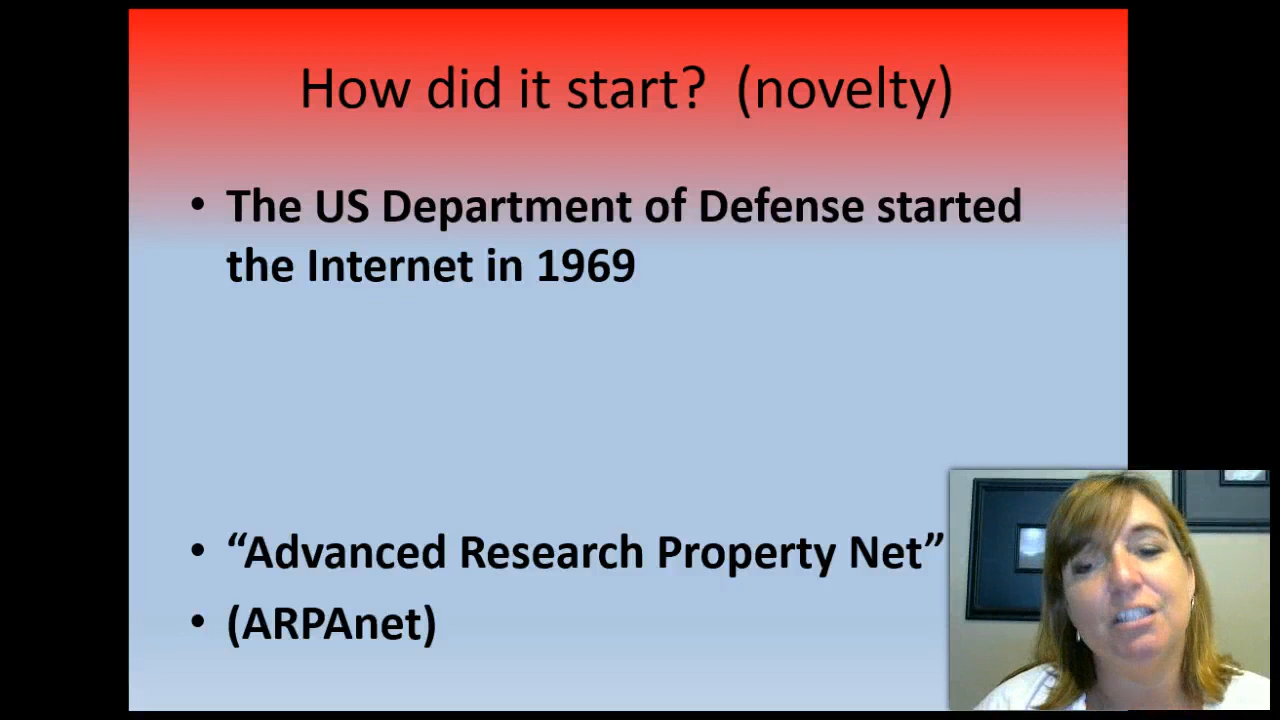 How did it start?  (novelty)
• The US Department of Defense started
the Internet in 1969
• “Advanced Research Property Net”
• (ARPAnet)